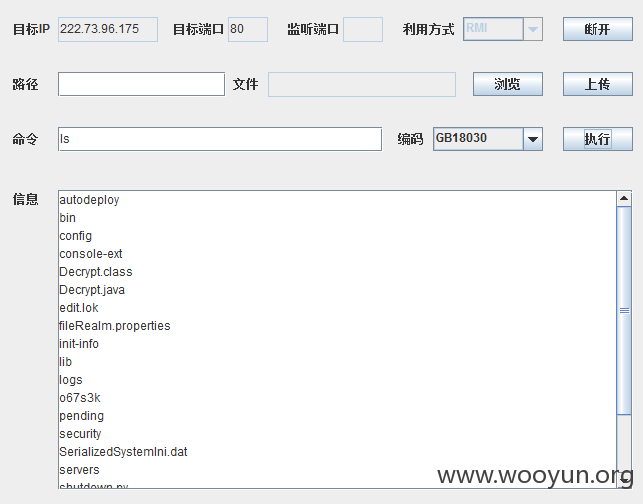 目标IP 222.73.96.175 目标端口 80 监听端口 利用方式 RMI 断开
路径 文件 浏览 上传
命令 ls 编码 GB18030 执行
信息
autodeploy
bin
config
console-ext
Decrypt.class
Decrypt.java
edit.lok
fileRealm.properties
init-info
lib
logs
o67s3k
pending
security
SerializedSystemIni.dat
servers
shutdown.py
www.wooyun.org